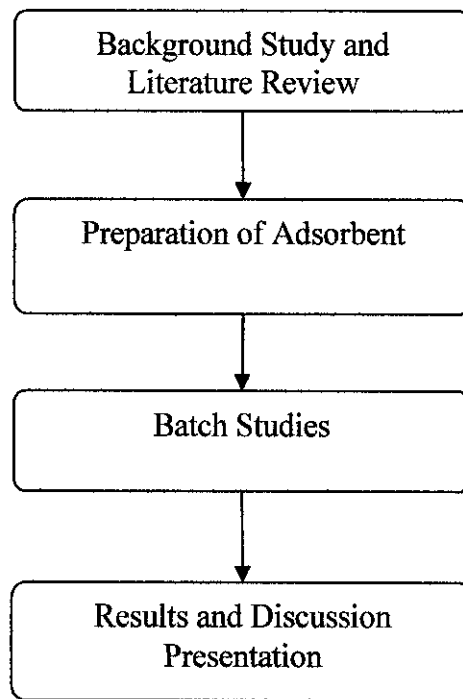 Background Study and
Literature Review
Preparation of Adsorbent
Batch Studies
Results and Discussion
Presentation